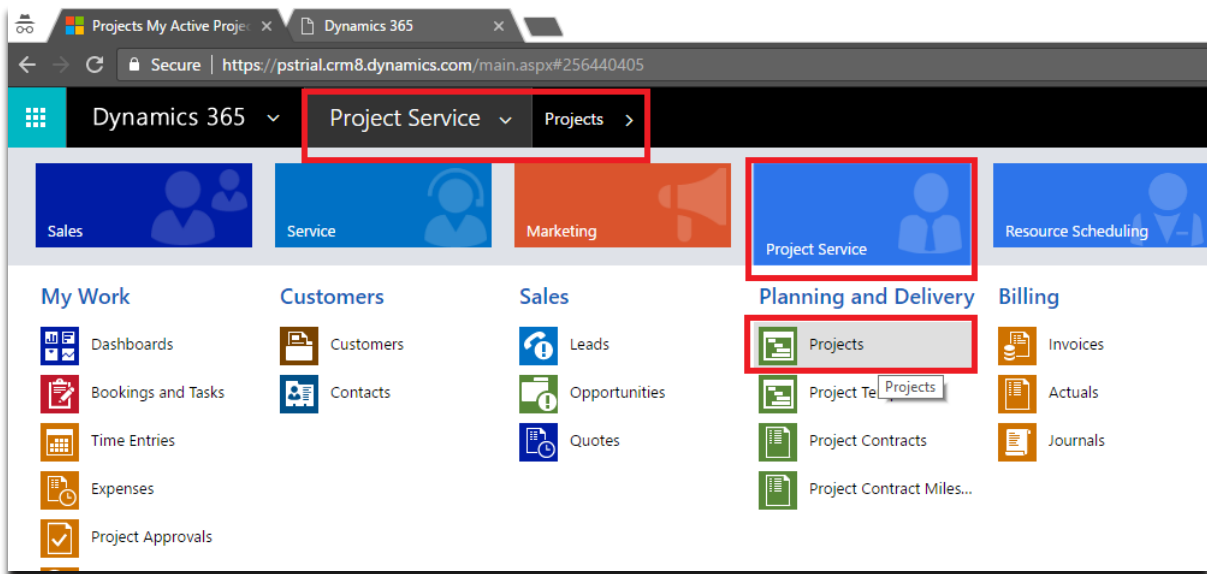 Projects My Active Projec
Dynamics 365
Secure | https://pstrial.crm8.dynamics.com/main.aspx#256440405
Dynamics 365
Project Service
Projects
Sales
Service
Marketing
Project Service
Resource Scheduling
My Work
Dashboards
Bookings and Tasks
Time Entries
Expenses
Project Approvals
Customers
Customers
Contacts
Sales
Leads
Opportunities
Quotes
Planning and Delivery
Projects
Project Te
Projects
Project Contracts
Project Contract Miles...
Billing
Invoices
Actuals
Journals